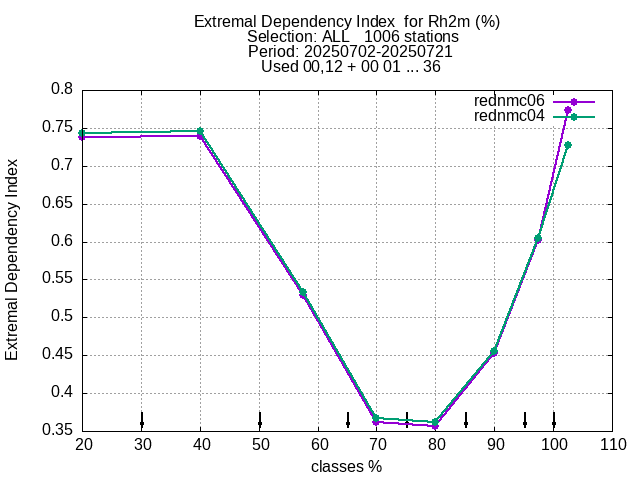 Extremal Dependency Index  for Rh2m (%)
Selection: ALL   1006 stations
Period: 20250702-20250721
Used 00,12 + 00 01 ... 36
rednmc06
rednmc04
0.8
0.75
0.7
0.65
0.6
0.55
0.5
0.45
0.4
0.35
Extremal Dependency Index
20 30 40 50 60 70 80 90 100 110
classes %